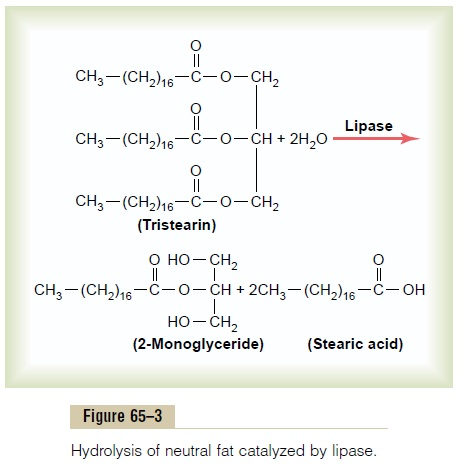 O
CH₃–(CH₂)₁₆–C–O–CH₂
O
CH₃–(CH₂)₁₆–C–O–CH + 2H₂O Lipase
O
CH₃–(CH₂)₁₆–C–O–CH₂
(Tristearin)
O HO–CH₂ O
CH₃–(CH₂)₁₆–C–O–CH + 2CH₃–(CH₂)₁₆–C–OH
HO–CH₂
(2-Monoglyceride) (Stearic acid)
Figure 65–3
Hydrolysis of neutral fat catalyzed by lipase.